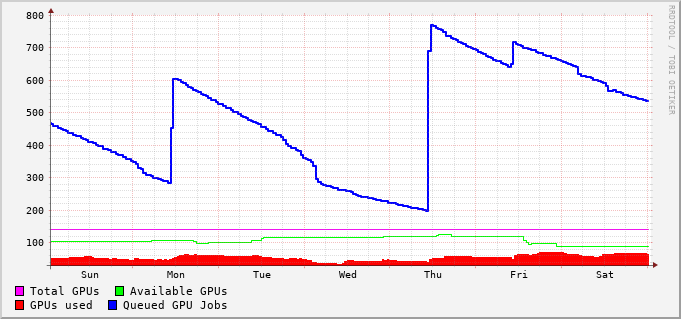 800
700
600
500
400
300
200
100
Sun Mon Tue Wed Thu Fri Sat
Total GPUs Available GPUs
GPUs used Queued GPU Jobs
RRDTOOL / TOBI OETIKER